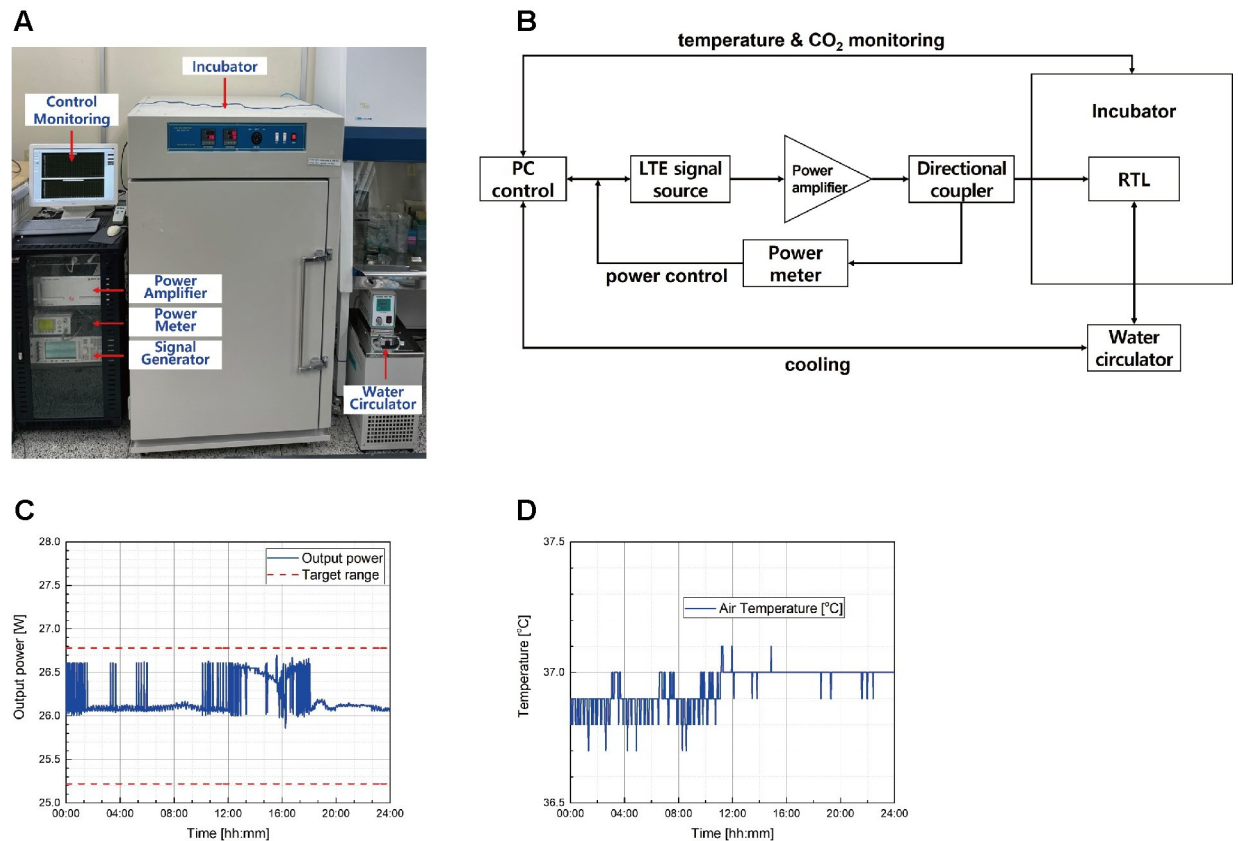 A
Incubator
Control
Monitoring
Power
Amplifier
Power
Meter
Signal
Generator
Water
Circulator
B
temperature & CO₂ monitoring
Incubator
PC
control
LTE signal
source
Power
amplifier
Directional
coupler
RTL
Power
meter
power control
Water
circulator
cooling
C
28.0
27.5
27.0
26.5
26.0
25.5
25.0
Output power [W]
Output power
Target range
00:00 04:00 08:00 12:00 16:00 20:00 24:00
Time [hh:mm]
D
37.5
37.0
36.5
Temperature [°C]
Air Temperature [°C]
00:00 04:00 08:00 12:00 16:00 20:00 24:00
Time [hh:mm]